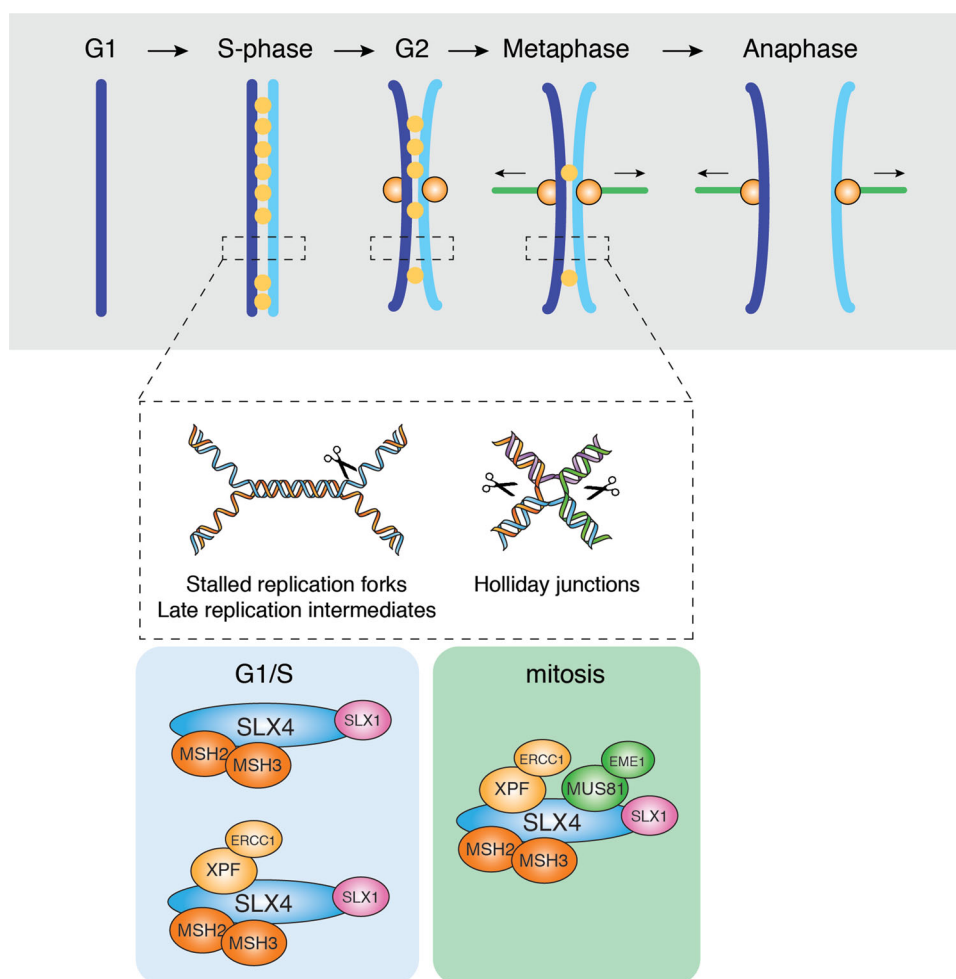 G1 S-phase G2 Metaphase Anaphase
Stalled replication forks
Late replication intermediates
Holliday junctions
G1/S
SLX4
SLX1
MSH2
MSH3
ERCC1
XPF
SLX4
SLX1
MSH2
MSH3
mitosis
ERCC1
EME1
XPF
MUS81
SLX4
SLX1
MSH2
MSH3